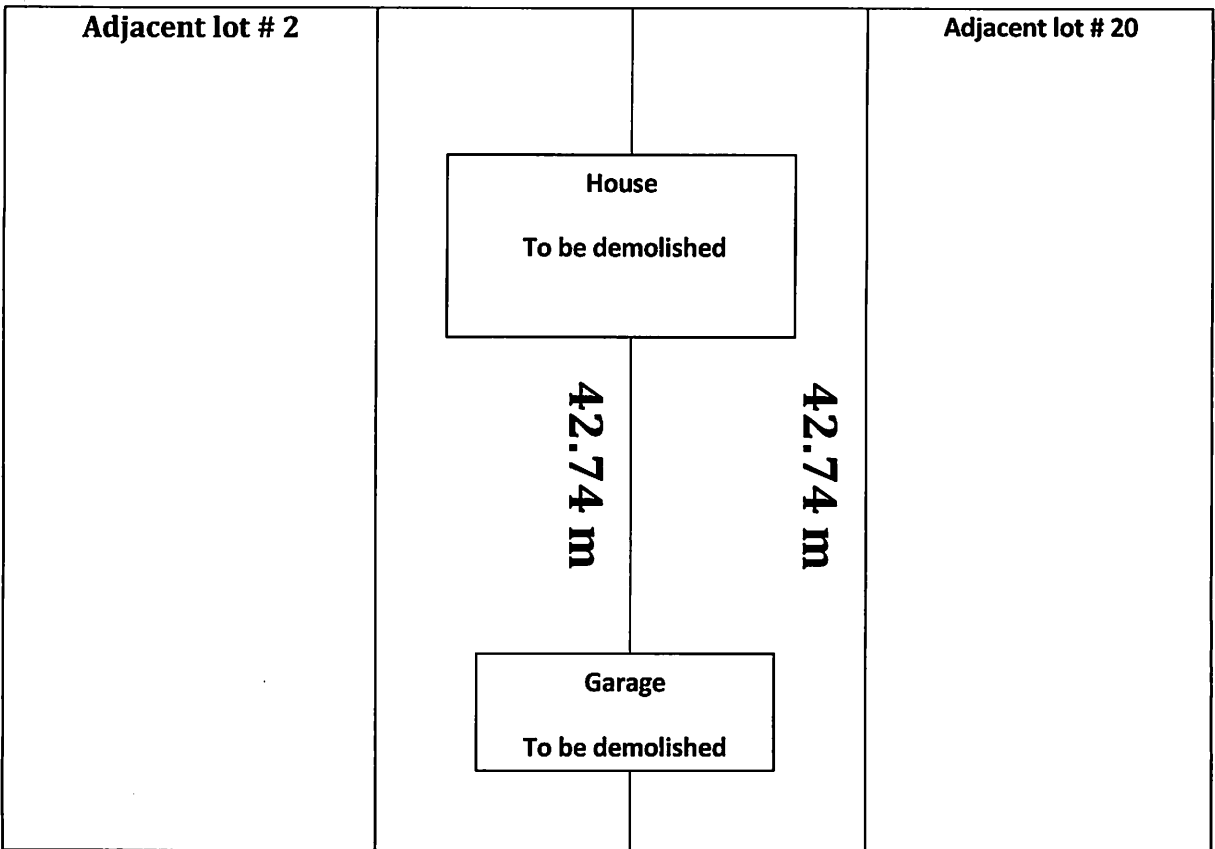 Adjacent lot # 2
Adjacent lot # 20
House
To be demolished
42.74 m
42.74 m
Garage
To be demolished